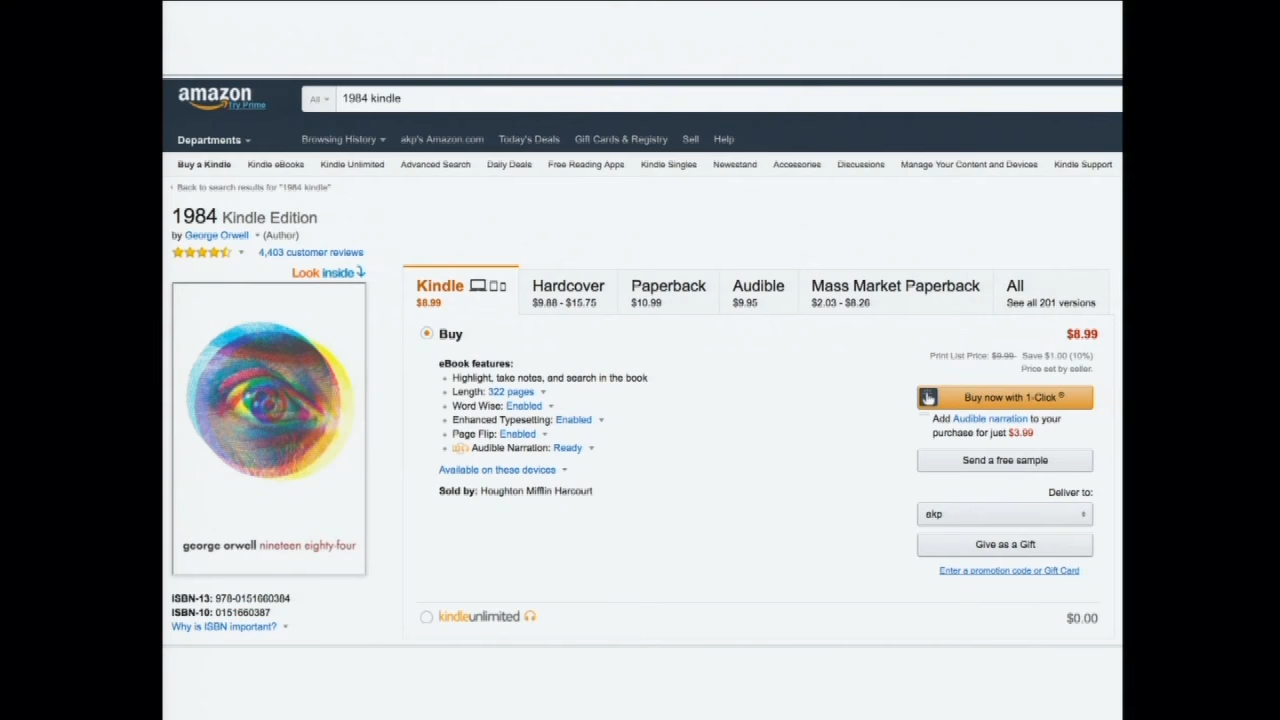 amazon
Try Prime
All
1984 kindle
Departments
Browsing History
akp's Amazon.com
Today's Deals
Gift Cards & Registry
Sell
Help
Buy a Kindle
Kindle eBooks
Kindle Unlimited
Advanced Search
Daily Deals
Free Reading Apps
Kindle Singles
Newsstand
Accessories
Discussions
Manage Your Content and Devices
Kindle Support
‹ Back to search results for "1984 kindle"
1984 Kindle Edition
by George Orwell (Author)
4,403 customer reviews
Look inside
george orwell nineteen eighty-four
ISBN-13: 978-0151660384
ISBN-10: 0151660387
Why is ISBN important?
Kindle
$8.99
Hardcover
$9.88 - $15.75
Paperback
$10.99
Audible
$9.95
Mass Market Paperback
$2.03 - $8.26
All
See all 201 versions
Buy
$8.99
eBook features:
Highlight, take notes, and search in the book
Length: 322 pages
Word Wise: Enabled
Enhanced Typesetting: Enabled
Page Flip: Enabled
Audible Narration: Ready
Available on these devices
Sold by: Houghton Mifflin Harcourt
Print List Price: $9.99 Save $1.00 (10%)
Price set by seller.
Buy now with 1-Click ®
Add Audible narration to your
purchase for just $3.99
Send a free sample
Deliver to:
akp
Give as a Gift
Enter a promotion code or Gift Card
kindleunlimited
$0.00